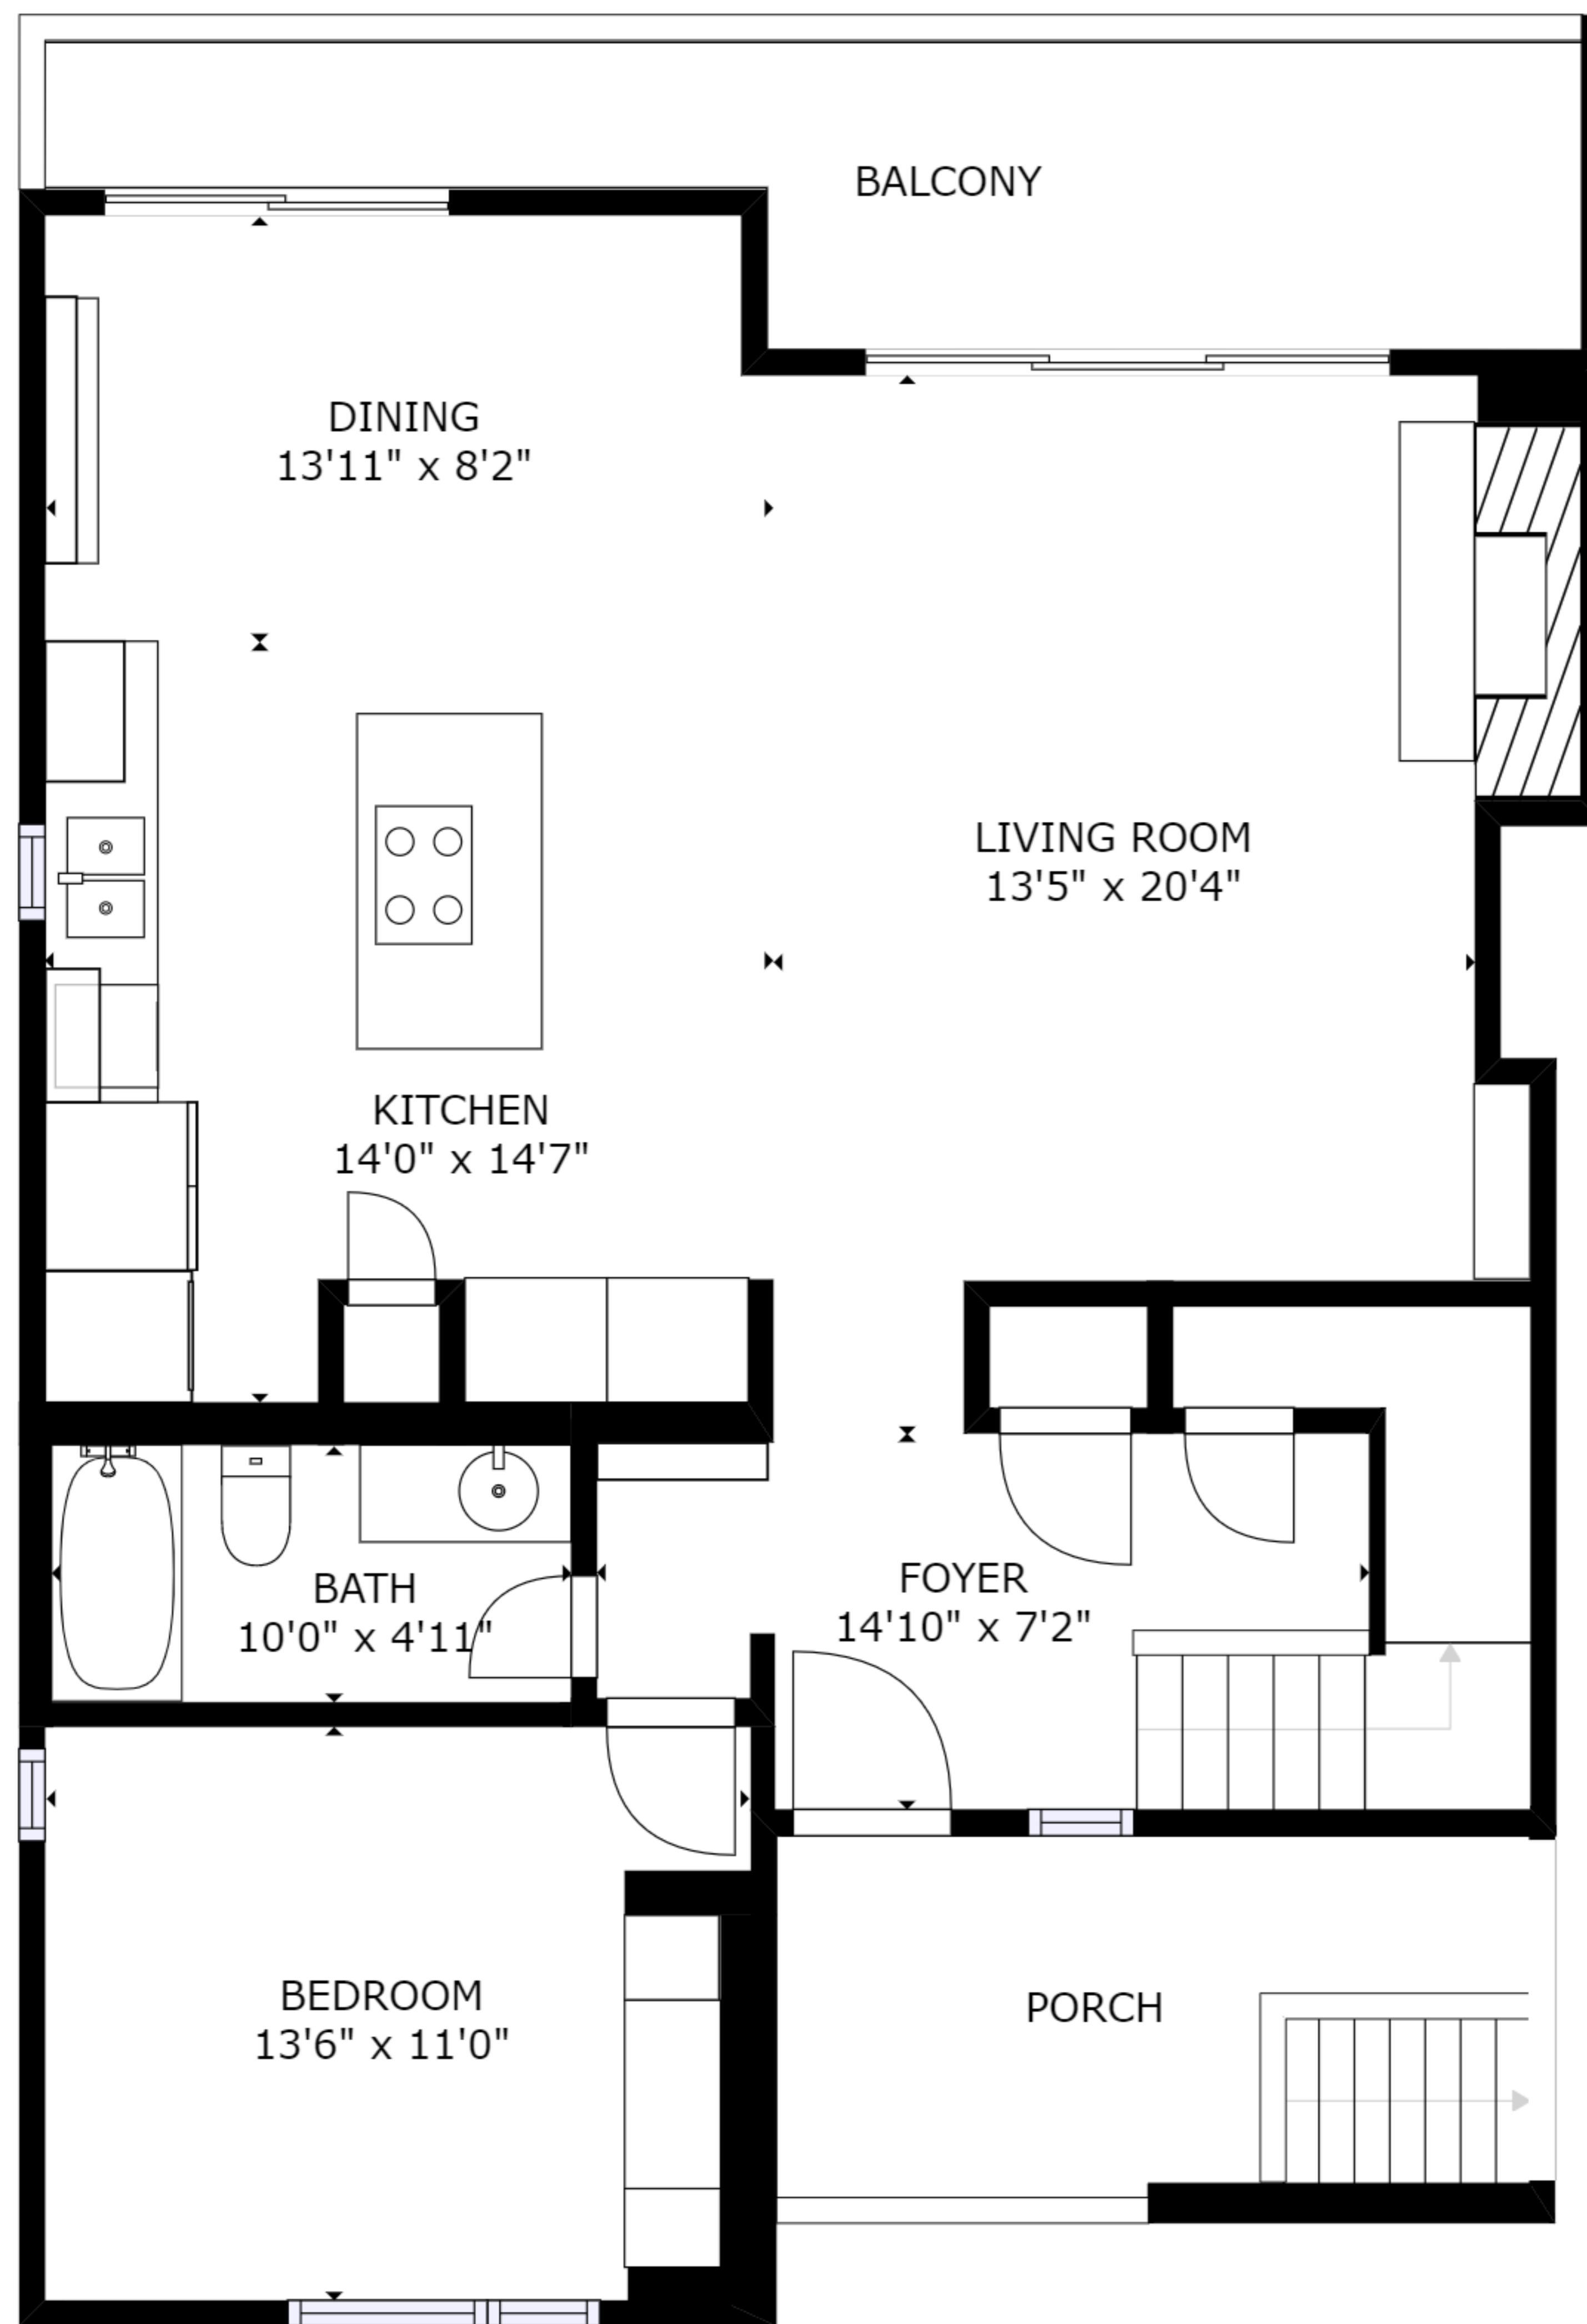 BALCONY
DINING
13'11" x 8'2"
LIVING ROOM
13'5" x 20'4"
KITCHEN
14'0" x 14'7"
FOYER
14'10" x 7'2"
BATH
10'0" x 4'11"
BEDROOM
13'6" x 11'0"
PORCH